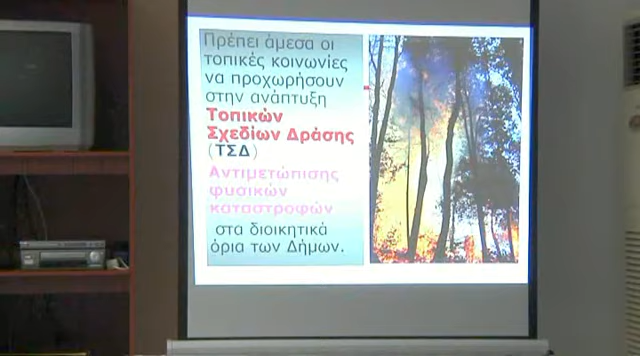 Πρέπει άμεσα οι
τοπικές κοινωνίες
να προχωρήσουν
στην ανάπτυξη
Τοπικών
Σχεδίων Δράσης
(ΤΣΔ)
Αντιμετώπισης
φυσικών
καταστροφών
στα διοικητικά
όρια των Δήμων.